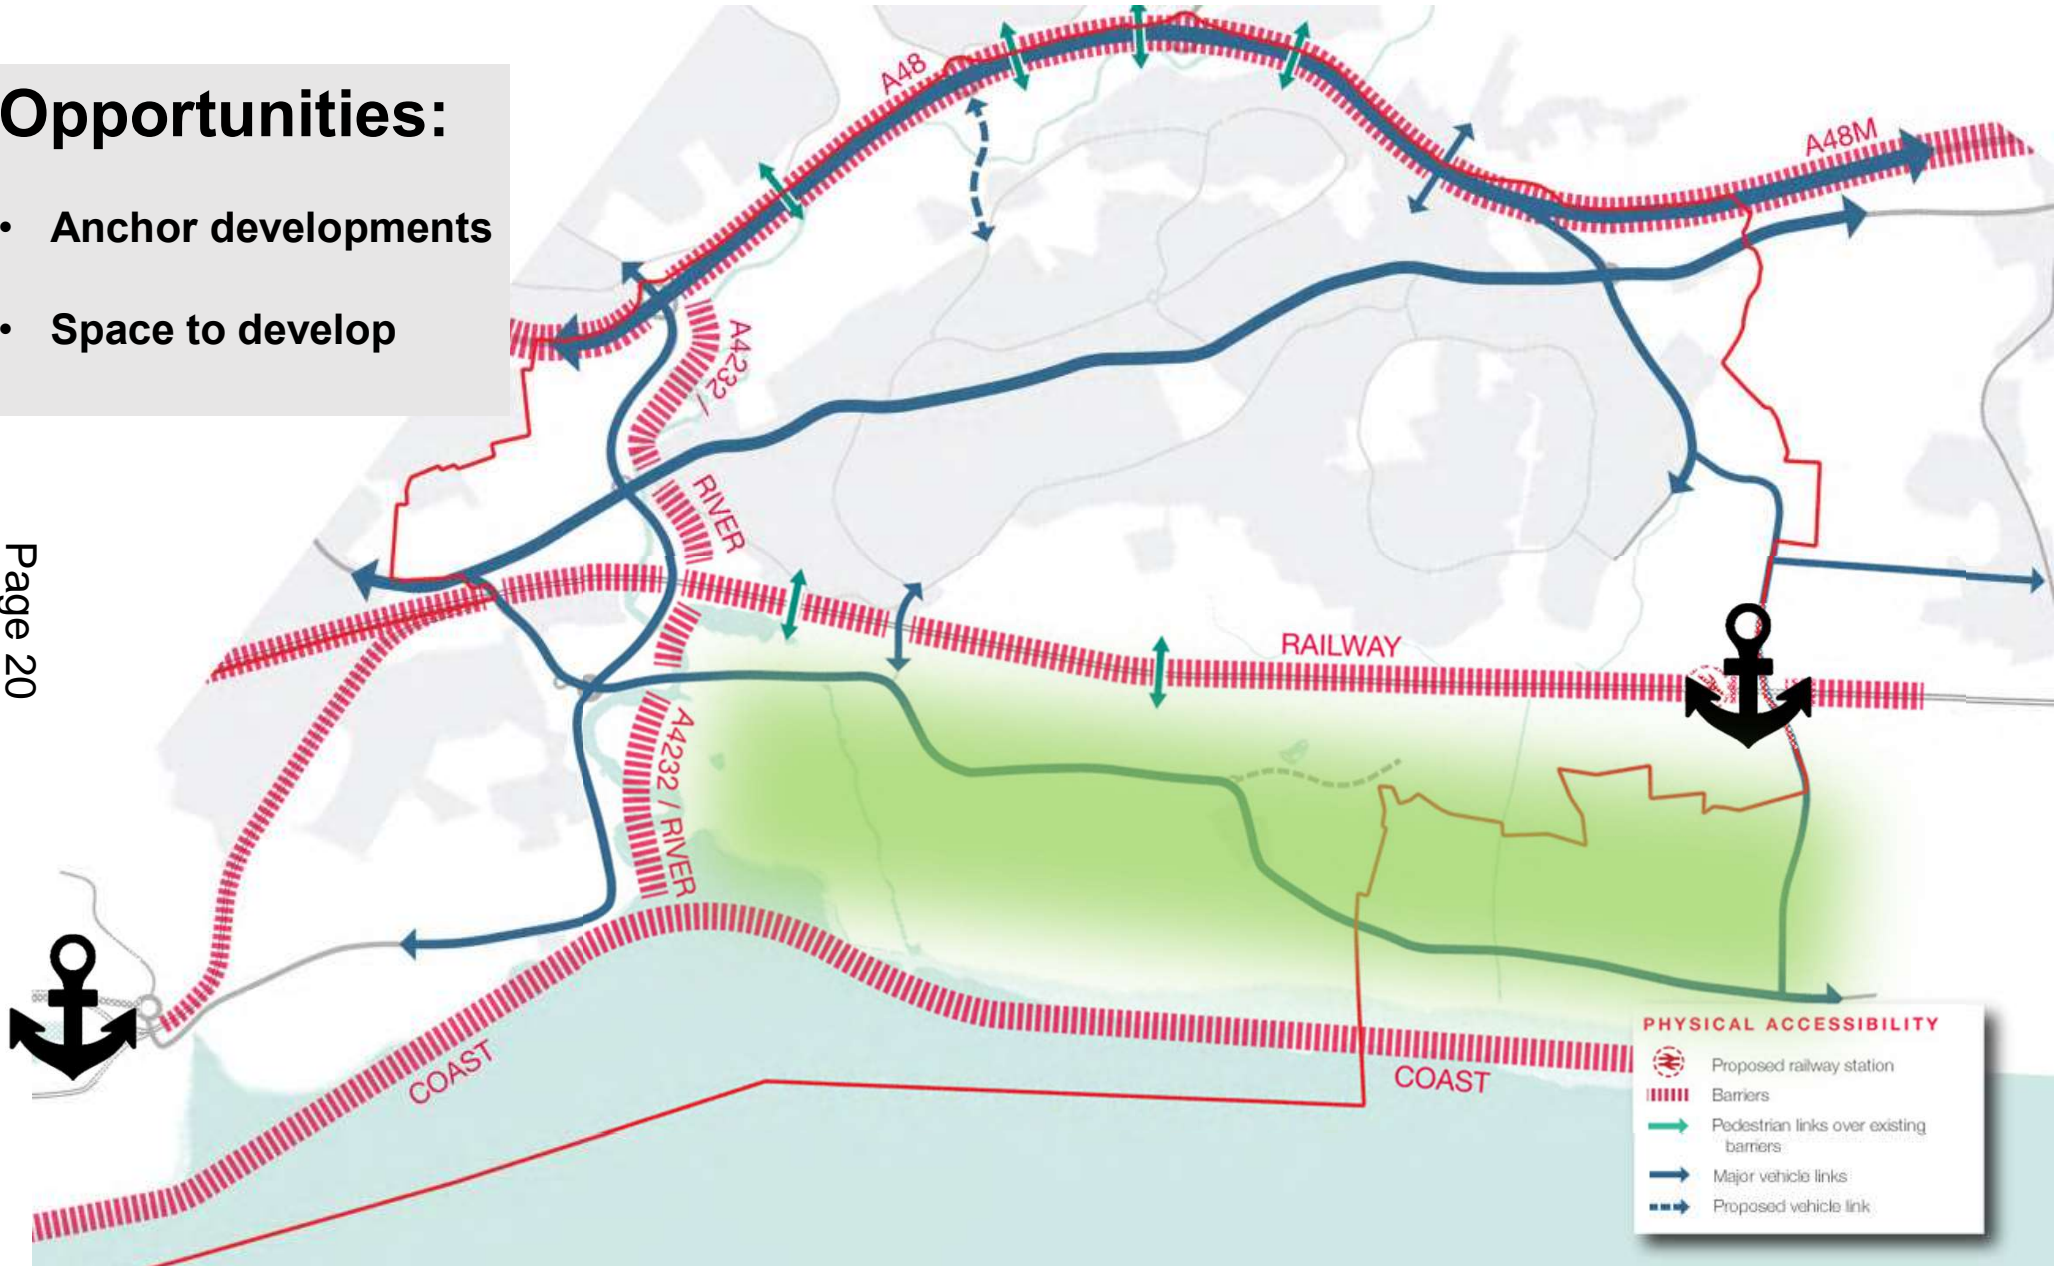 Opportunities:
• Anchor developments
• Space to develop
Page 20
A48
A48M
A4232 /
RIVER
RAILWAY
A4232 / RIVER
COAST
COAST
PHYSICAL ACCESSIBILITY
Proposed railway station
Barriers
Pedestrian links over existing
barriers
Major vehicle links
Proposed vehicle link